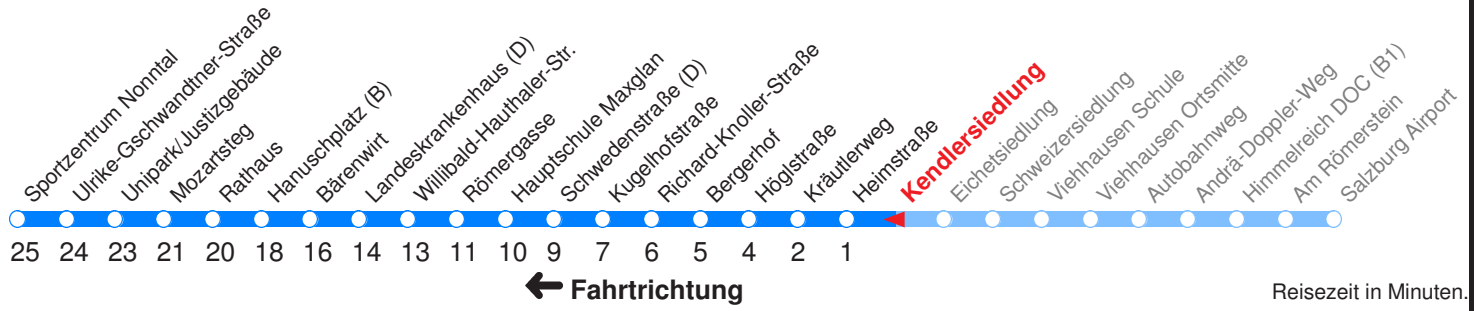 Sportzentrum Nonntal
Ulrike-Gschwandtner-Straße
Unipark/Justizgebäude
Mozartsteg
Rathaus
Hanuschplatz (B)
Bärenwirt
Landeskrankenhaus (D)
Willibald-Hauthaler-Str.
Römergasse
Hauptschule Maxglan
Schwedenstraße (D)
Kugelhofstraße
Richard-Knoller-Straße
Bergerhof
Höglstraße
Kräutlerweg
Heimstraße
Kendlersiedlung
Eichetsiedlung
Schweizersiedlung
Viehhausen Schule
Viehhausen Ortsmitte
Autobahnweg
Andrä-Doppler-Weg
Himmelreich DOC (B1)
Am Römerstein
Salzburg Airport
25 24 23 21 20 18 16 14 13 11 10 9 7 6 5 4 2 1
Fahrtrichtung
Reisezeit in Minuten.